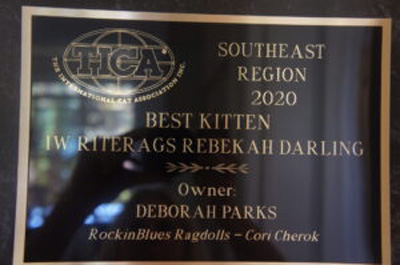 TICA
THE INTERNATIONAL CAT ASSOCIATION INC.
SOUTHEAST
REGION
2020
BEST KITTEN
IW RITERAGS REBEKAH DARLING
Owner:
DEBORAH PARKS
RockinBlues Ragdolls – Cori Cherok